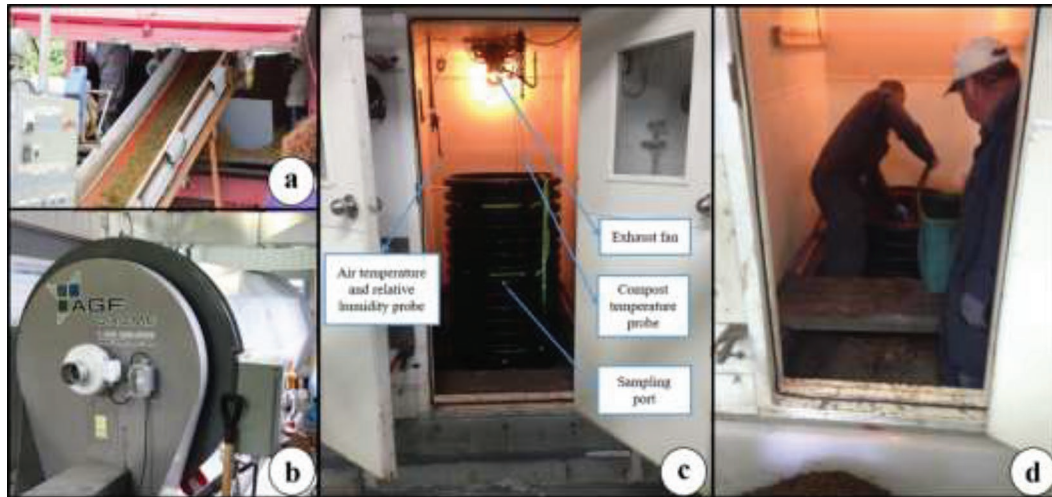 a
AGF
b
Air temperature
and relative
humidity probe
Exhaust fan
Compost
temperature
probe
Sampling
port
c
d